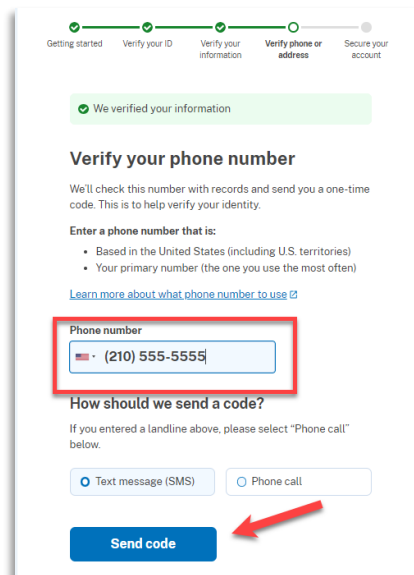 Getting started
Verify your ID
Verify your
information
Verify phone or
address
Secure your
account
We verified your information
Verify your phone number
We'll check this number with records and send you a one-time
code. This is to help verify your identity.
Enter a phone number that is:
• Based in the United States (including U.S. territories)
• Your primary number (the one you use the most often)
Learn more about what phone number to use
Phone number
(210) 555-5555
How should we send a code?
If you entered a landline above, please select “Phone call”
below.
Text message (SMS)
Phone call
Send code